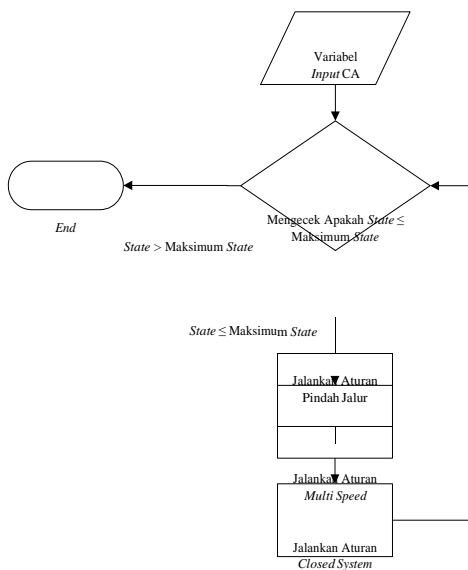 Variabel
Input CA
Mengecek Apakah State ≤
Maksimum State
End
State > Maksimum State
State ≤ Maksimum State
Jalankan Aturan
Pindah Jalur
Jalankan Aturan
Multi Speed
Jalankan Aturan
Closed System